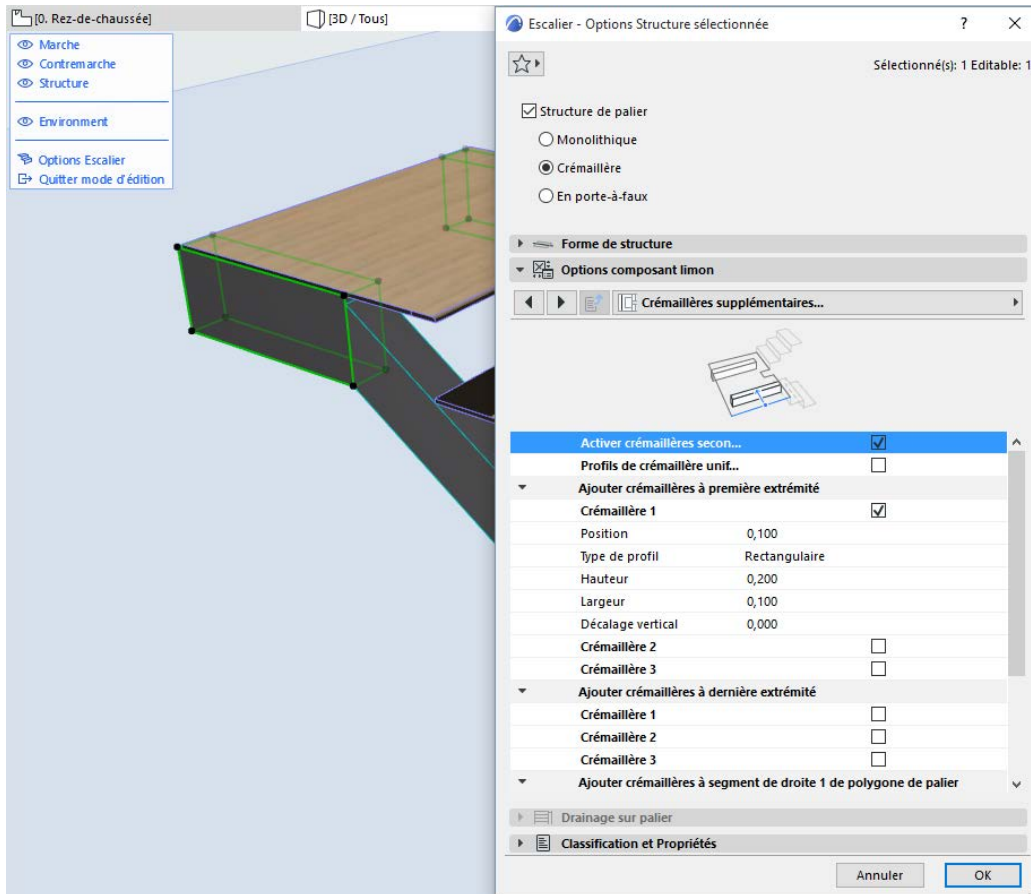 [0. Rez-de-chaussée]
[3D / Tous]
Marche
Contremarche
Structure
Environment
Options Escalier
Quitter mode d'édition
Escalier - Options Structure sélectionnée
?
Sélectionné(s): 1 Editable: 1
Structure de palier
Monolithique
Crémaillère
En porte-à-faux
Forme de structure
Options composant limon
Crémaillères supplémentaires...
Activer crémaillères secon...
Profils de crémaillère unif...
Ajouter crémaillères à première extrémité
Crémaillère 1
Position 0,100
Type de profil Rectangulaire
Hauteur 0,200
Largeur 0,100
Décalage vertical 0,000
Crémaillère 2
Crémaillère 3
Ajouter crémaillères à dernière extrémité
Crémaillère 1
Crémaillère 2
Crémaillère 3
Ajouter crémaillères à segment de droite 1 de polygone de palier
Drainage sur palier
Classification et Propriétés
Annuler OK